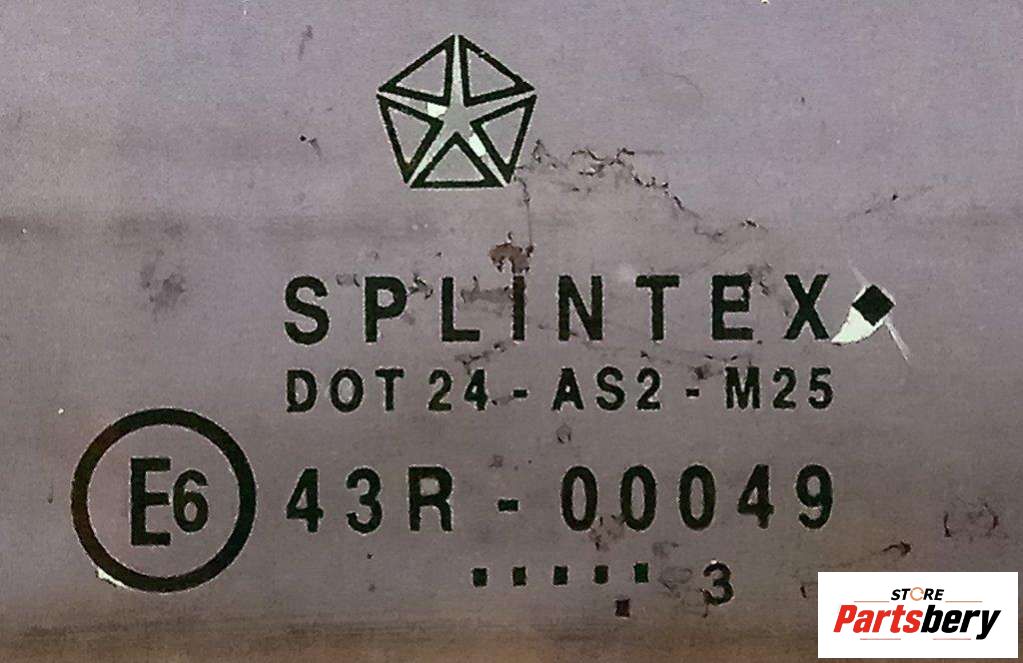 SPLINTEX
DOT 24 - AS2 - M25
E6 43R - 00049
..... 3
STORE
Partsbery